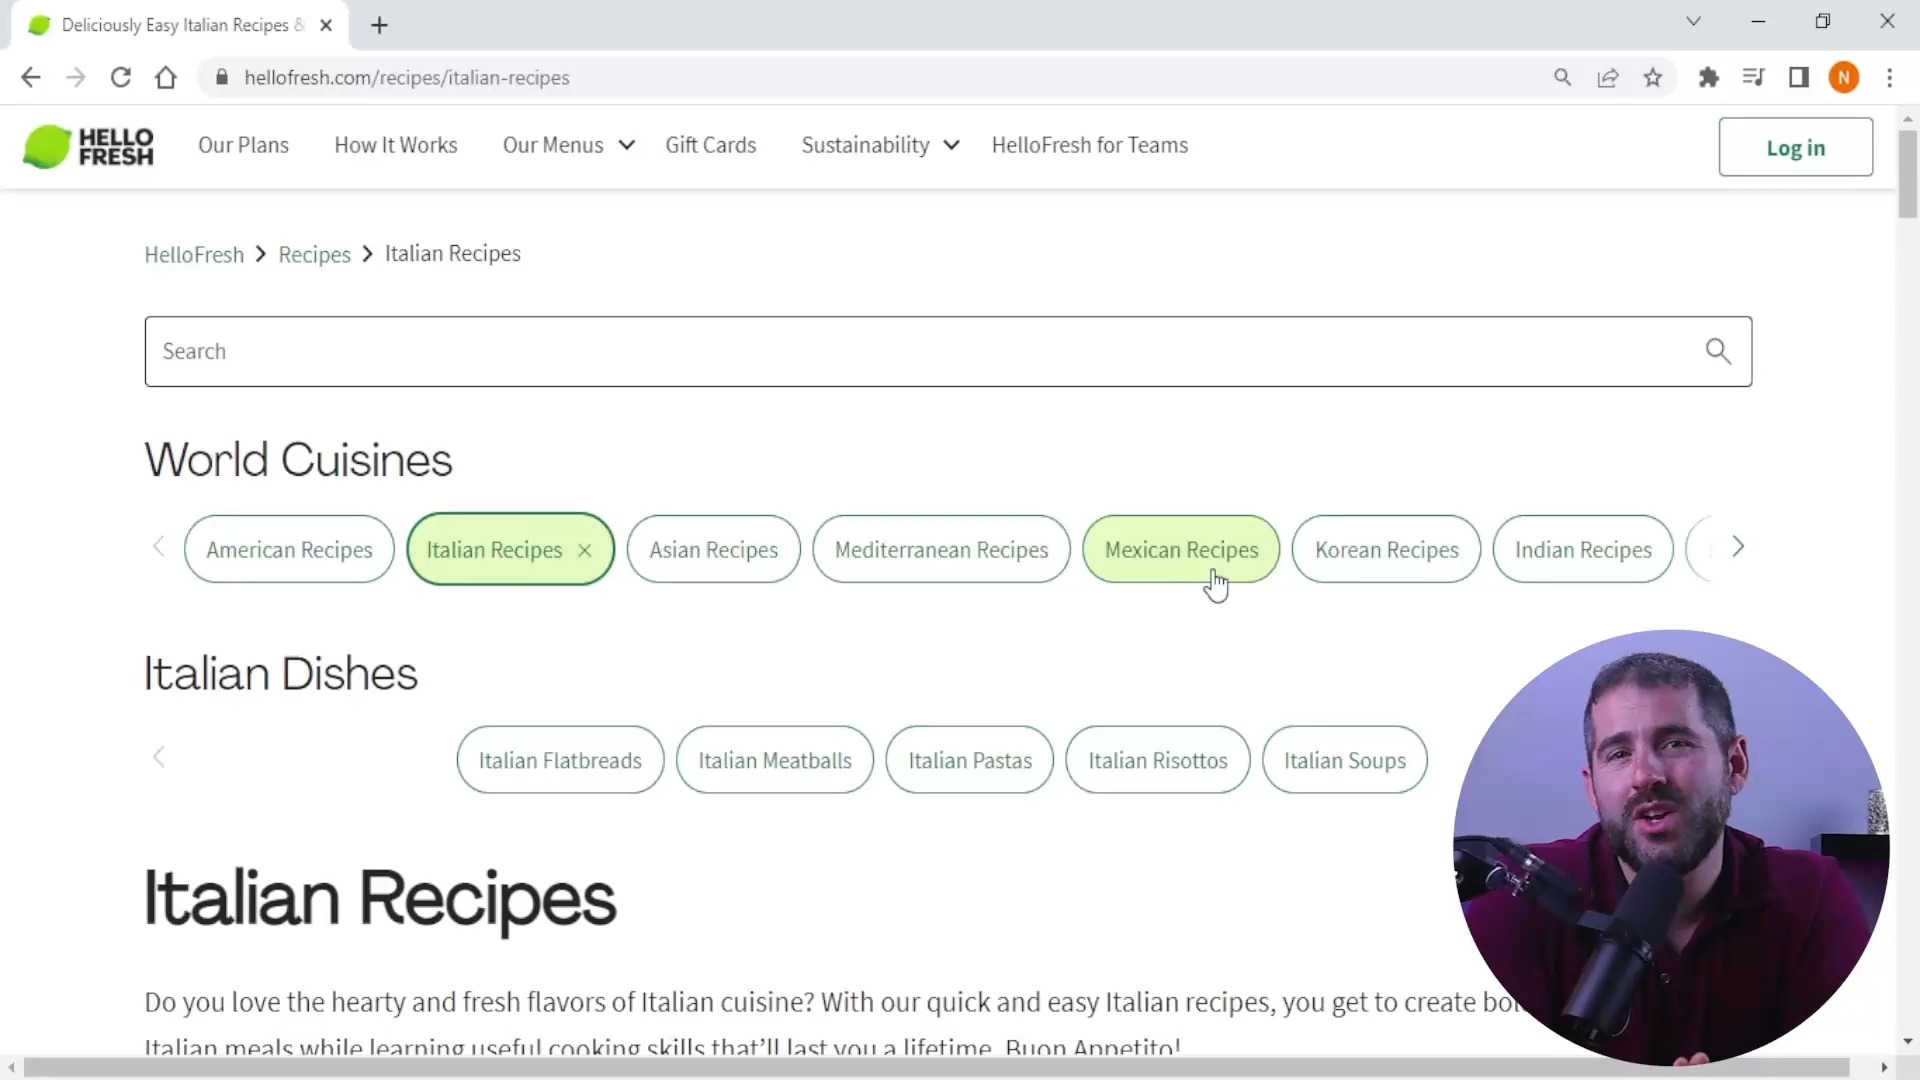 Deliciously Easy Italian Recipes &
hellofresh.com/recipes/italian-recipes
N
HELLO
FRESH
Our Plans
How It Works
Our Menus
Gift Cards
Sustainability
HelloFresh for Teams
Log in
HelloFresh > Recipes > Italian Recipes
Search
World Cuisines
American Recipes
Italian Recipes ×
Asian Recipes
Mediterranean Recipes
Mexican Recipes
Korean Recipes
Indian Recipes
Italian Dishes
Italian Flatbreads
Italian Meatballs
Italian Pastas
Italian Risottos
Italian Soups
Italian Recipes
Do you love the hearty and fresh flavors of Italian cuisine? With our quick and easy Italian recipes, you get to create
Italian meals while learning useful cooking skills that'll last you a lifetime. Buon Appetito!